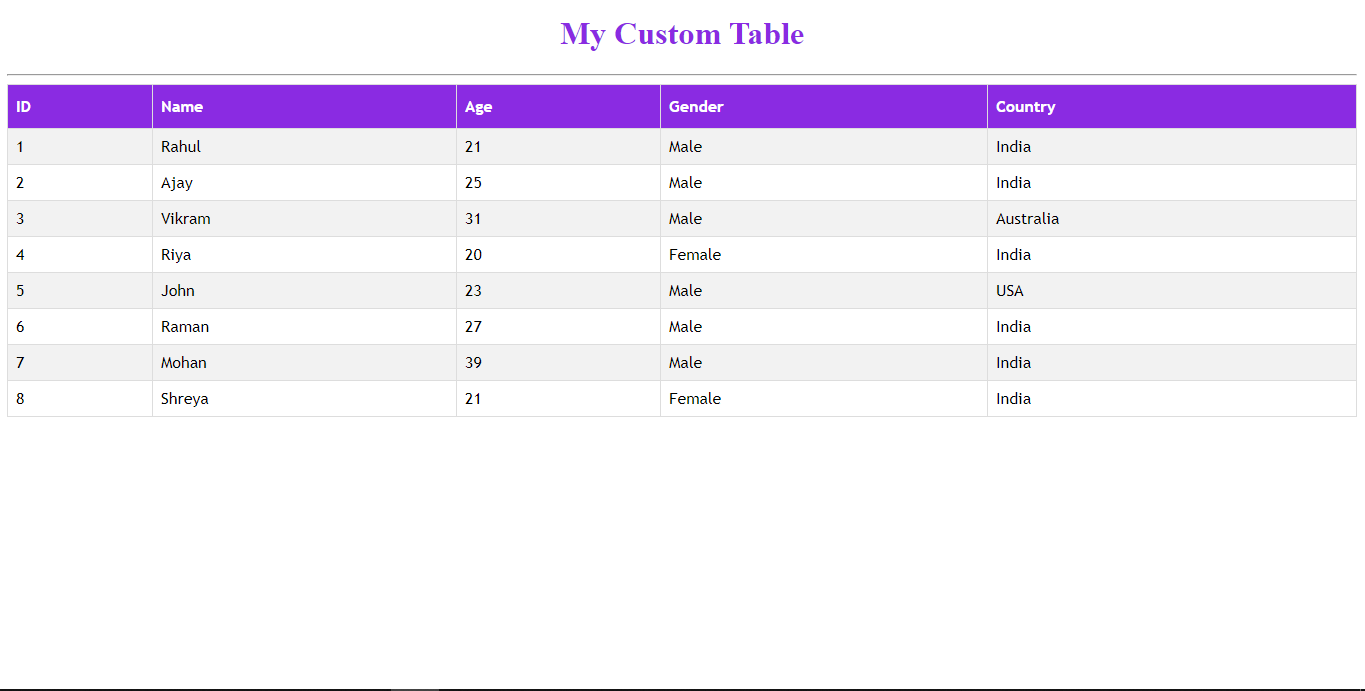 My Custom Table
ID Name Age Gender Country
1 Rahul 21 Male India
2 Ajay 25 Male India
3 Vikram 31 Male Australia
4 Riya 20 Female India
5 John 23 Male USA
6 Raman 27 Male India
7 Mohan 39 Male India
8 Shreya 21 Female India